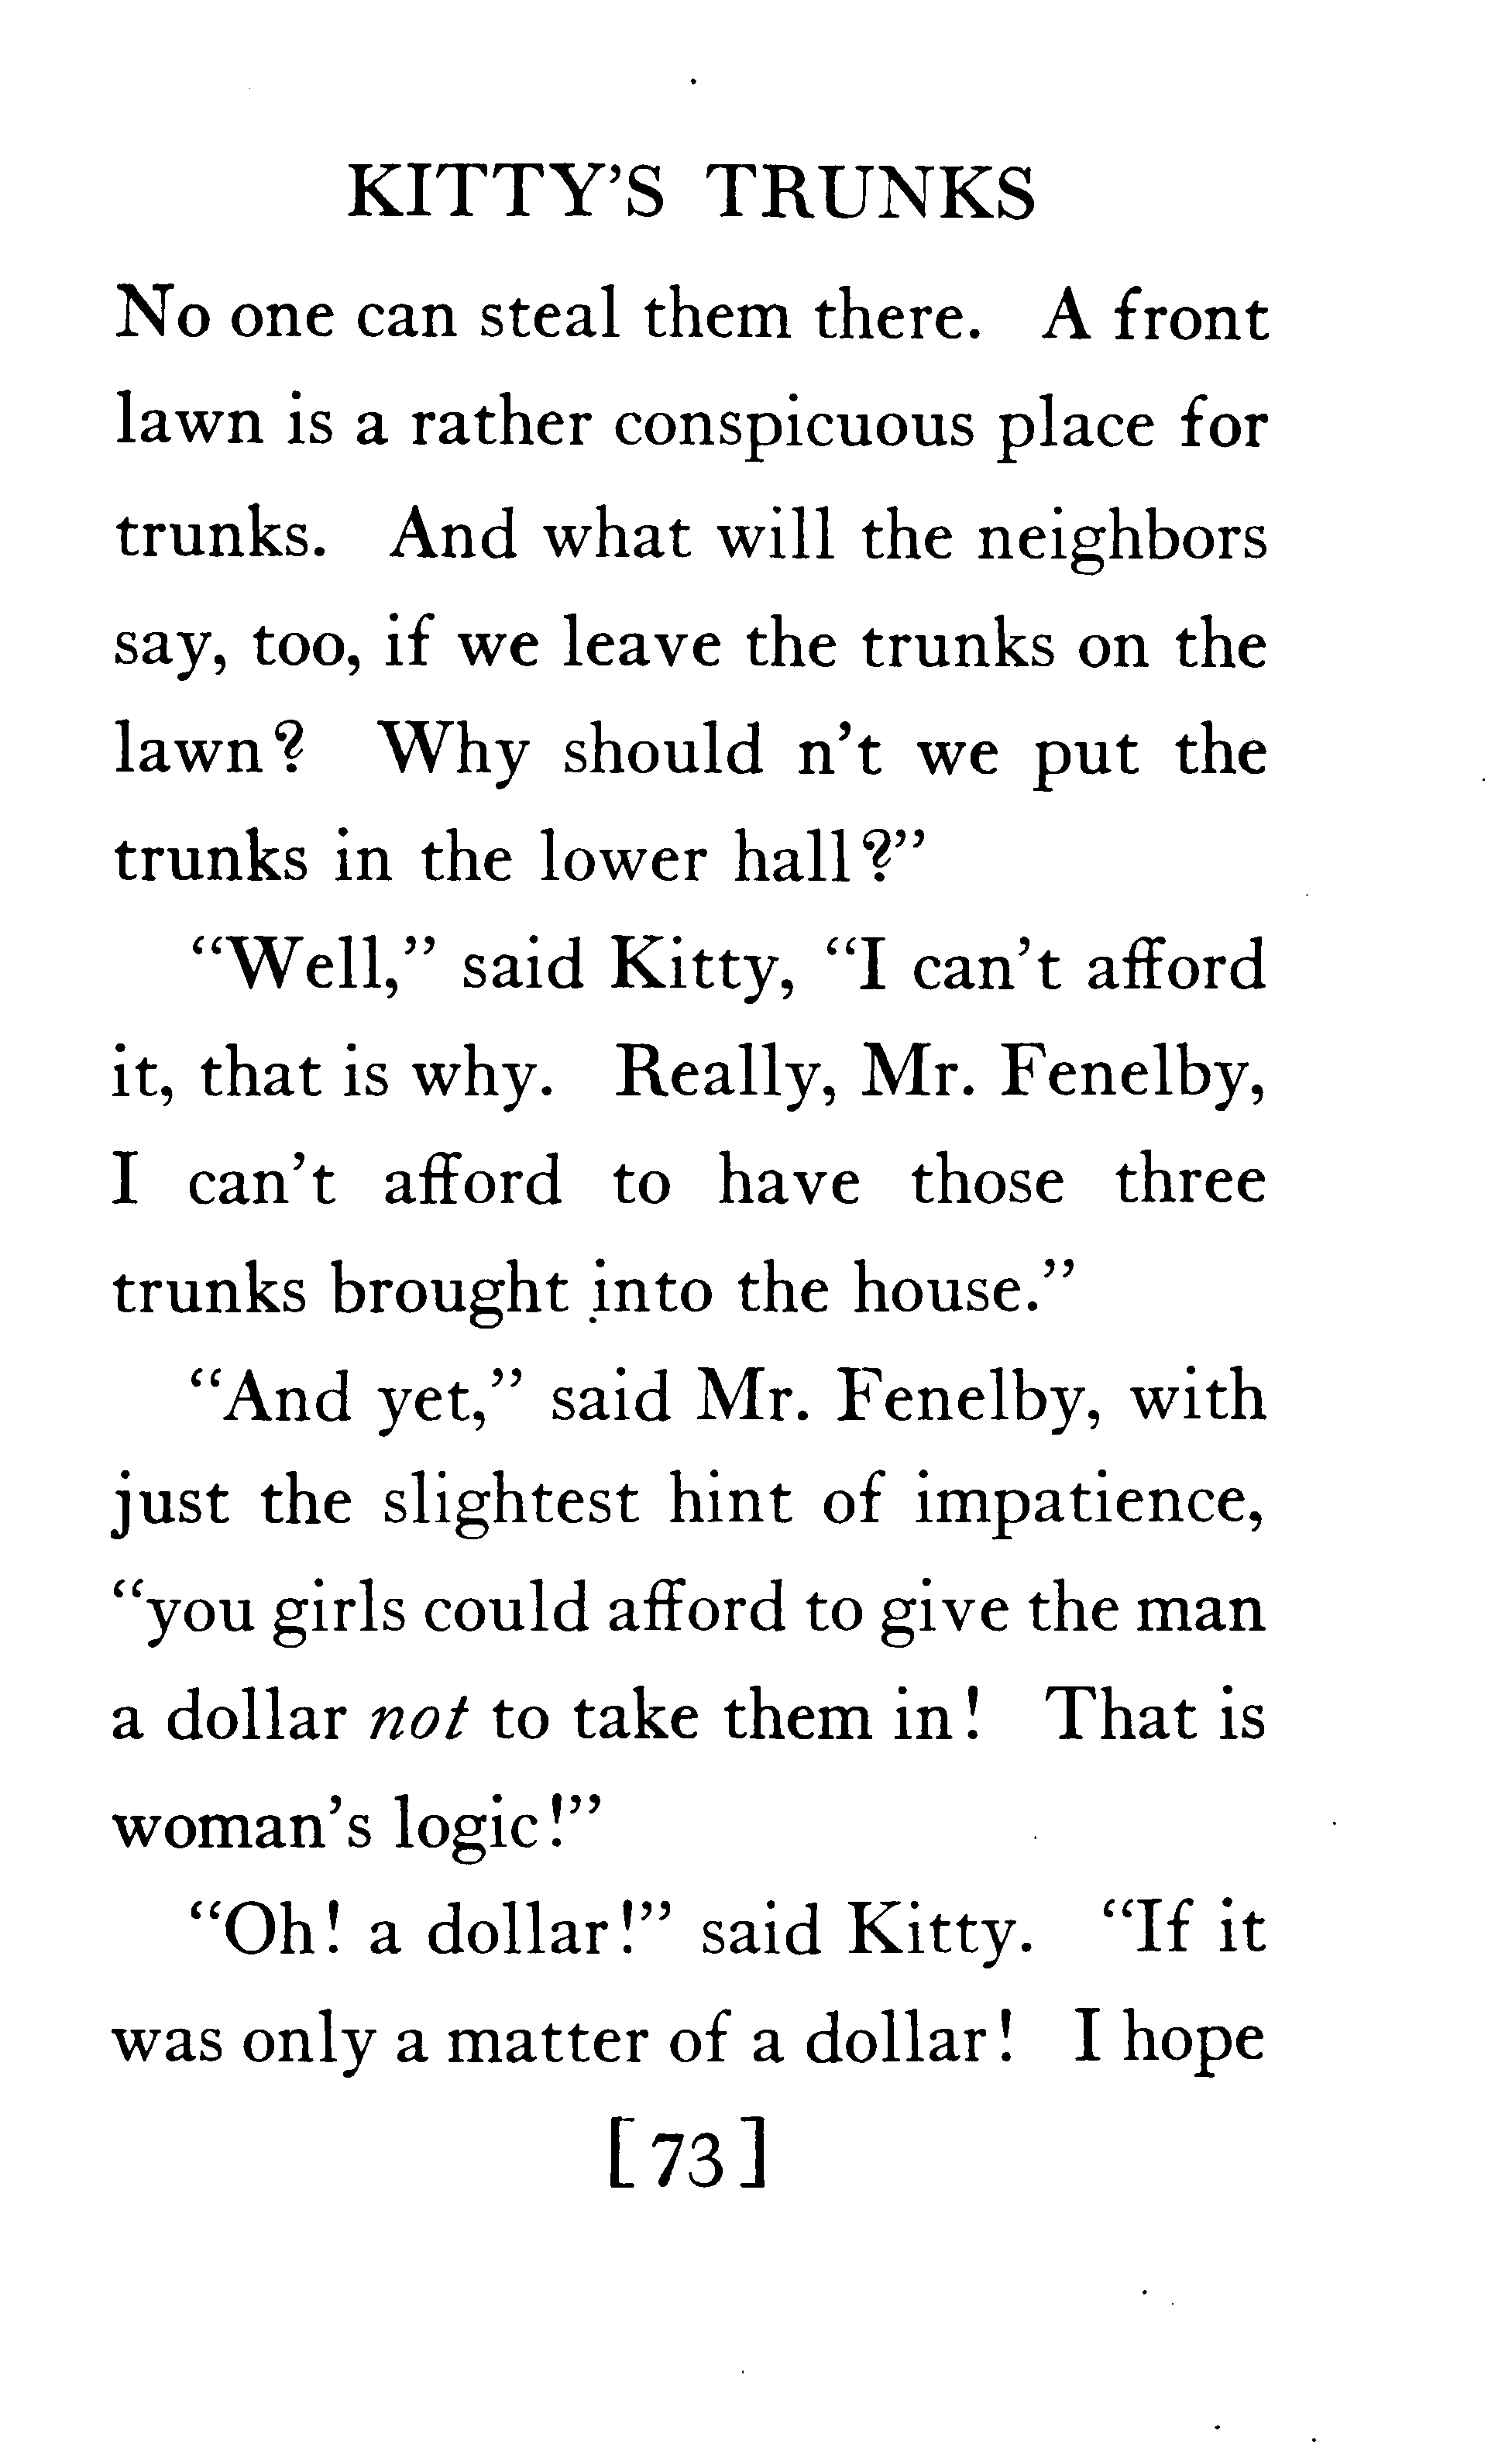 KITTY'S TRUNKS
No one can steal them there. A front
lawn is a rather conspicuous place for
trunks. And what will the neighbors
say, too, if we leave the trunks on the
lawn? Why should n't we put the
trunks in the lower hall?"
"Well," said Kitty, "I can't afford
it, that is why. Really, Mr. Fenelby,
I can't afford to have those three
trunks brought into the house."
"And yet," said Mr. Fenelby, with
just the slightest hint of impatience,
"you girls could afford to give the man
a dollar not to take them in! That is
woman's logic!"
"Oh! a dollar!" said Kitty. "If it
was only a matter of a dollar! I hope
[73]